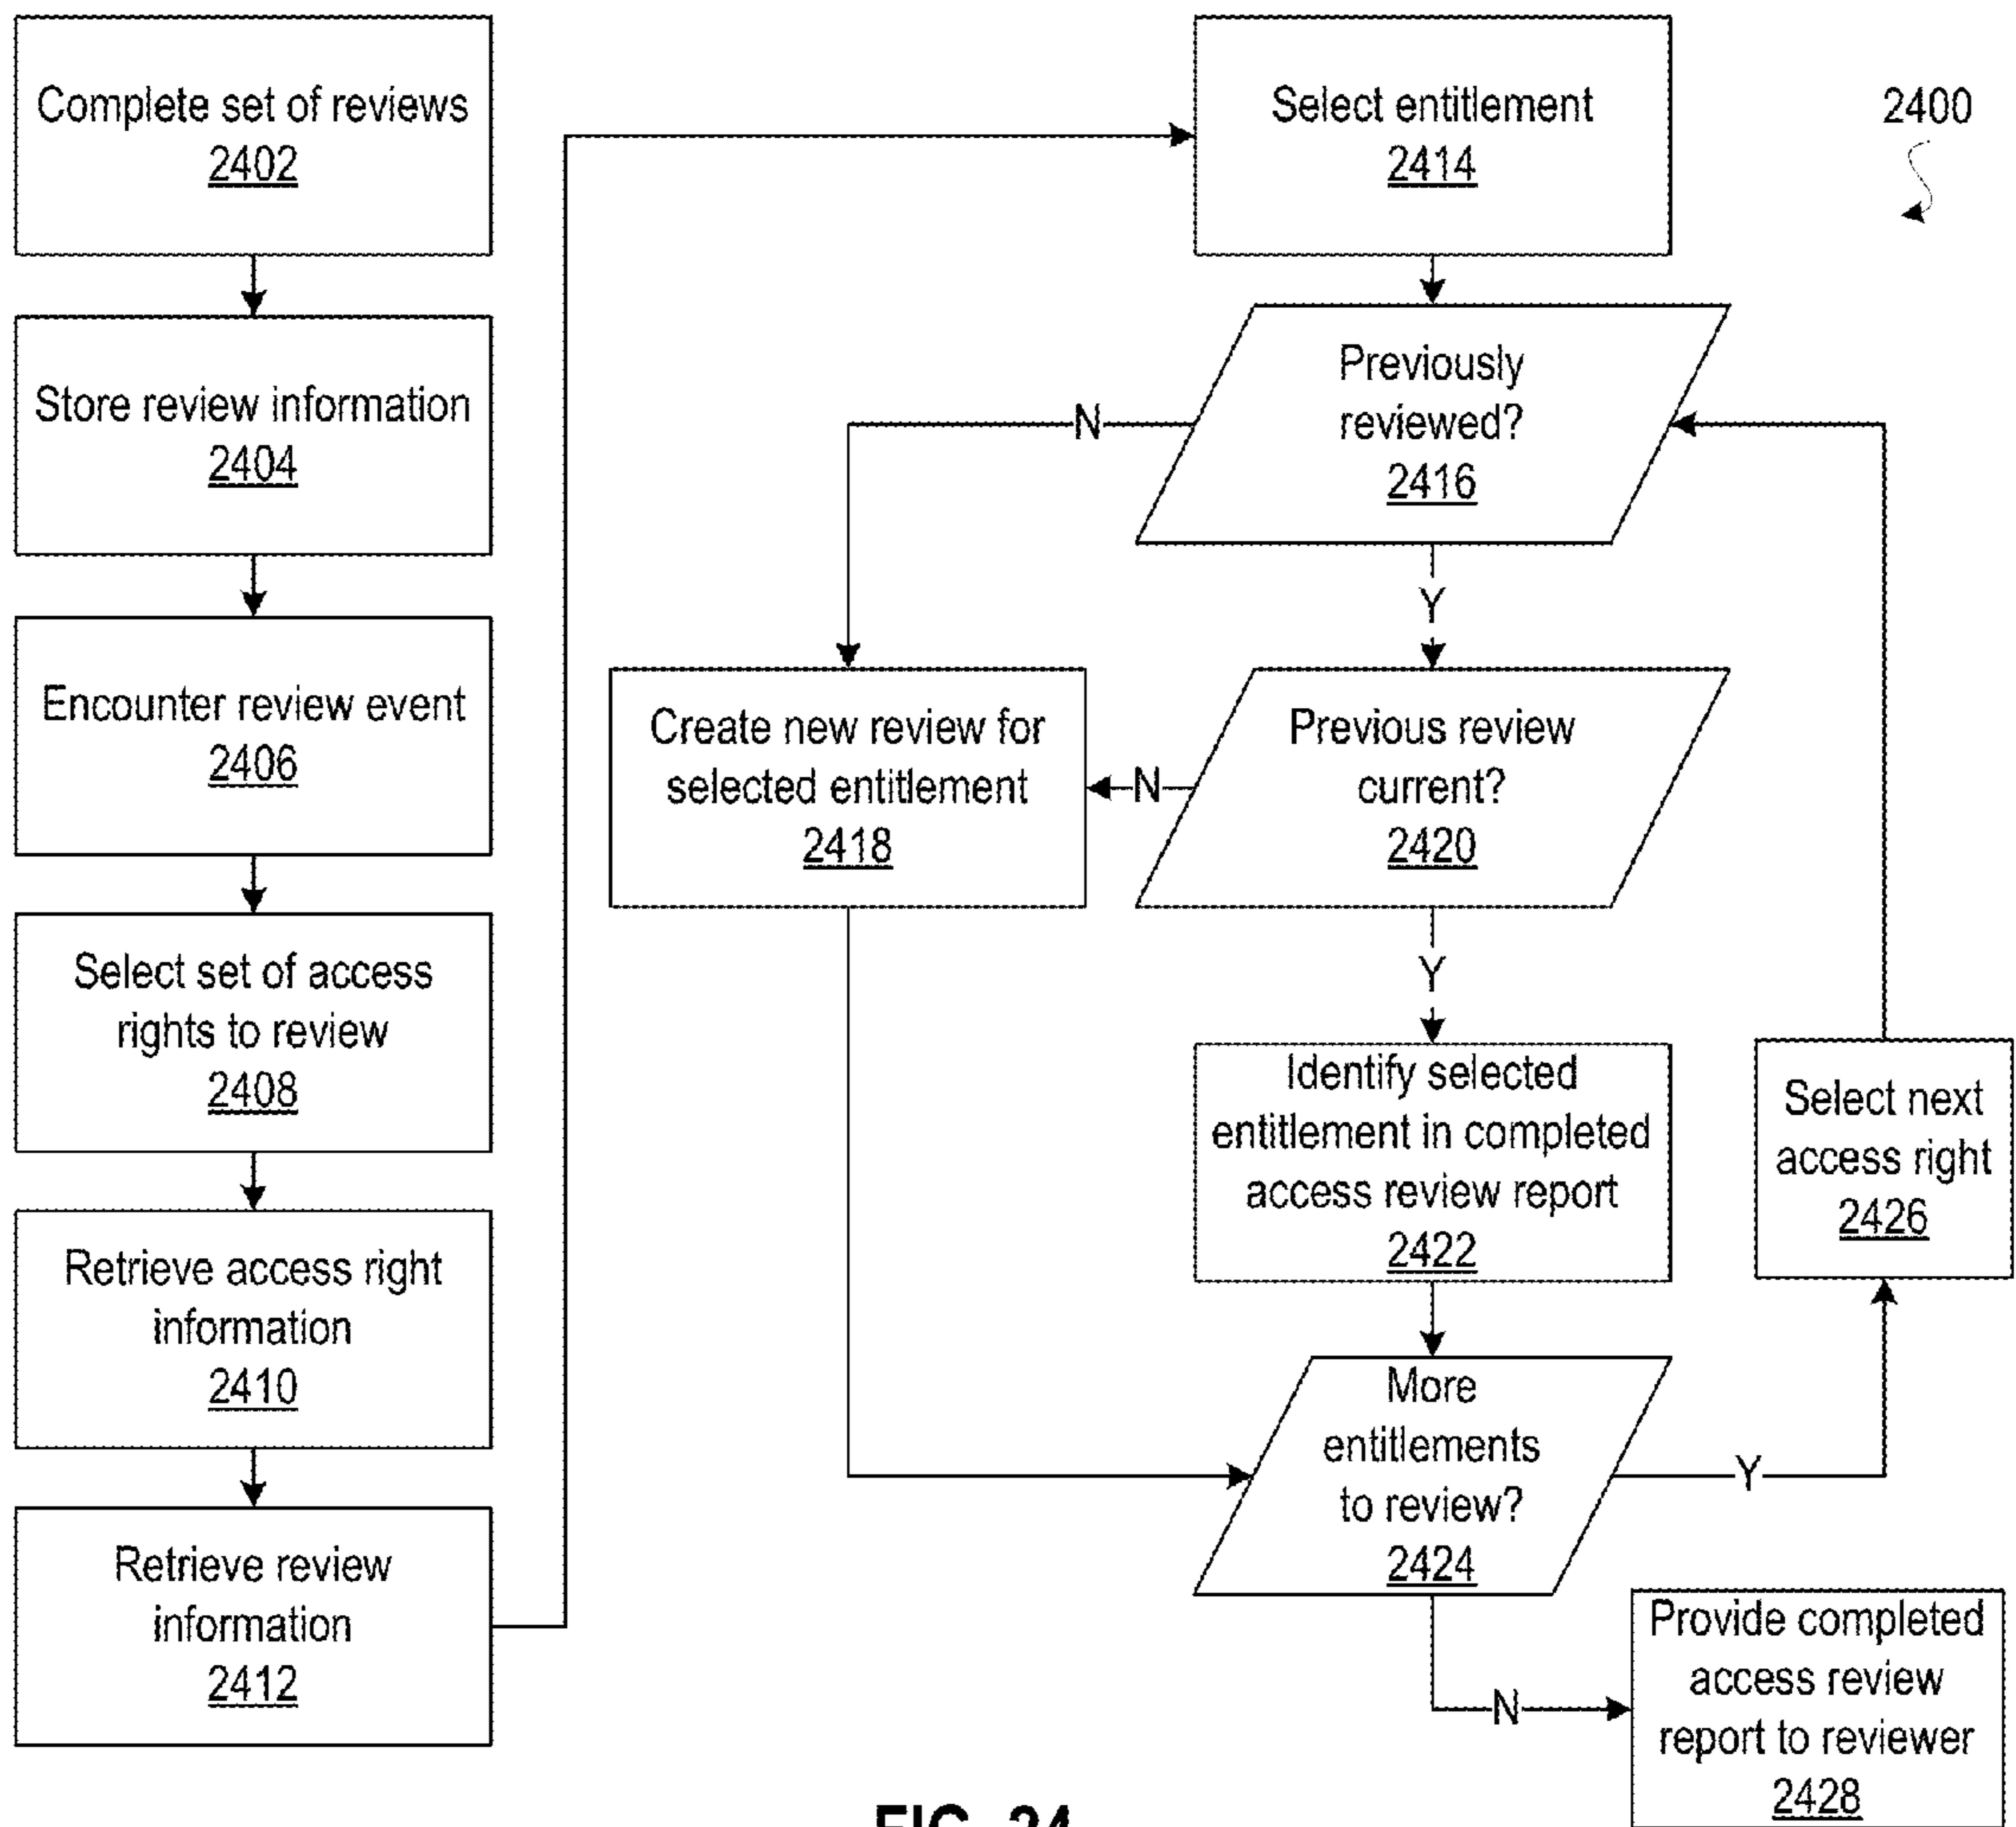 Complete set of reviews
2402
Store review information
2404
Encounter review event
2406
Select set of access
rights to review
2408
Retrieve access right
information
2410
Retrieve review
information
2412
Select entitlement
2414
2400
Previously
reviewed?
2416
N
Y
Create new review for
selected entitlement
2418
N
Previous review
current?
2420
Y
Identify selected
entitlement in completed
access review report
2422
Select next
access right
2426
More
entitlements
to review?
2424
Y
N
Provide completed
access review
report to reviewer
2428
FIG. 24